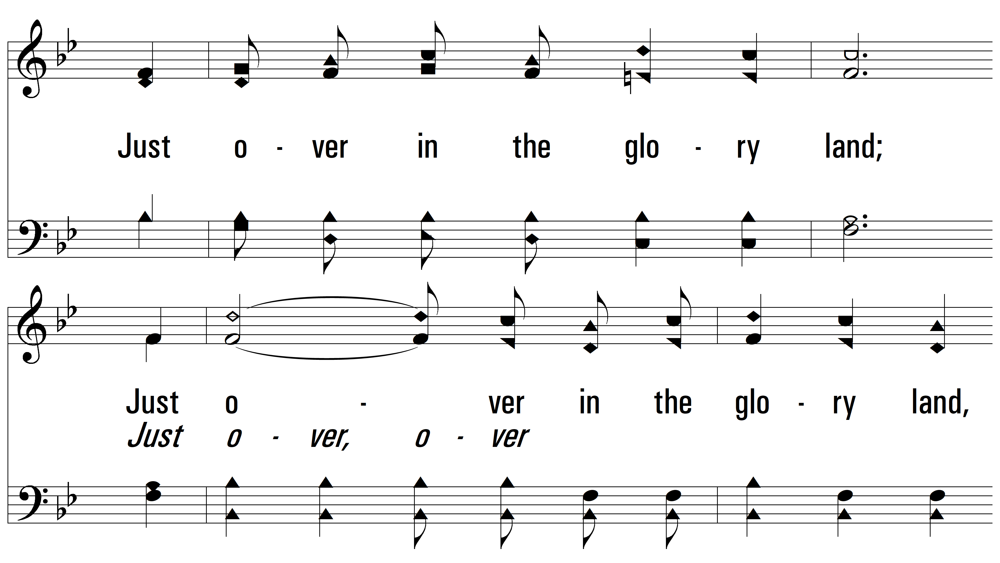 Just o - ver in the glo - ry land;
Just o - ver in the glo - ry land,
Just o - ver, o - ver